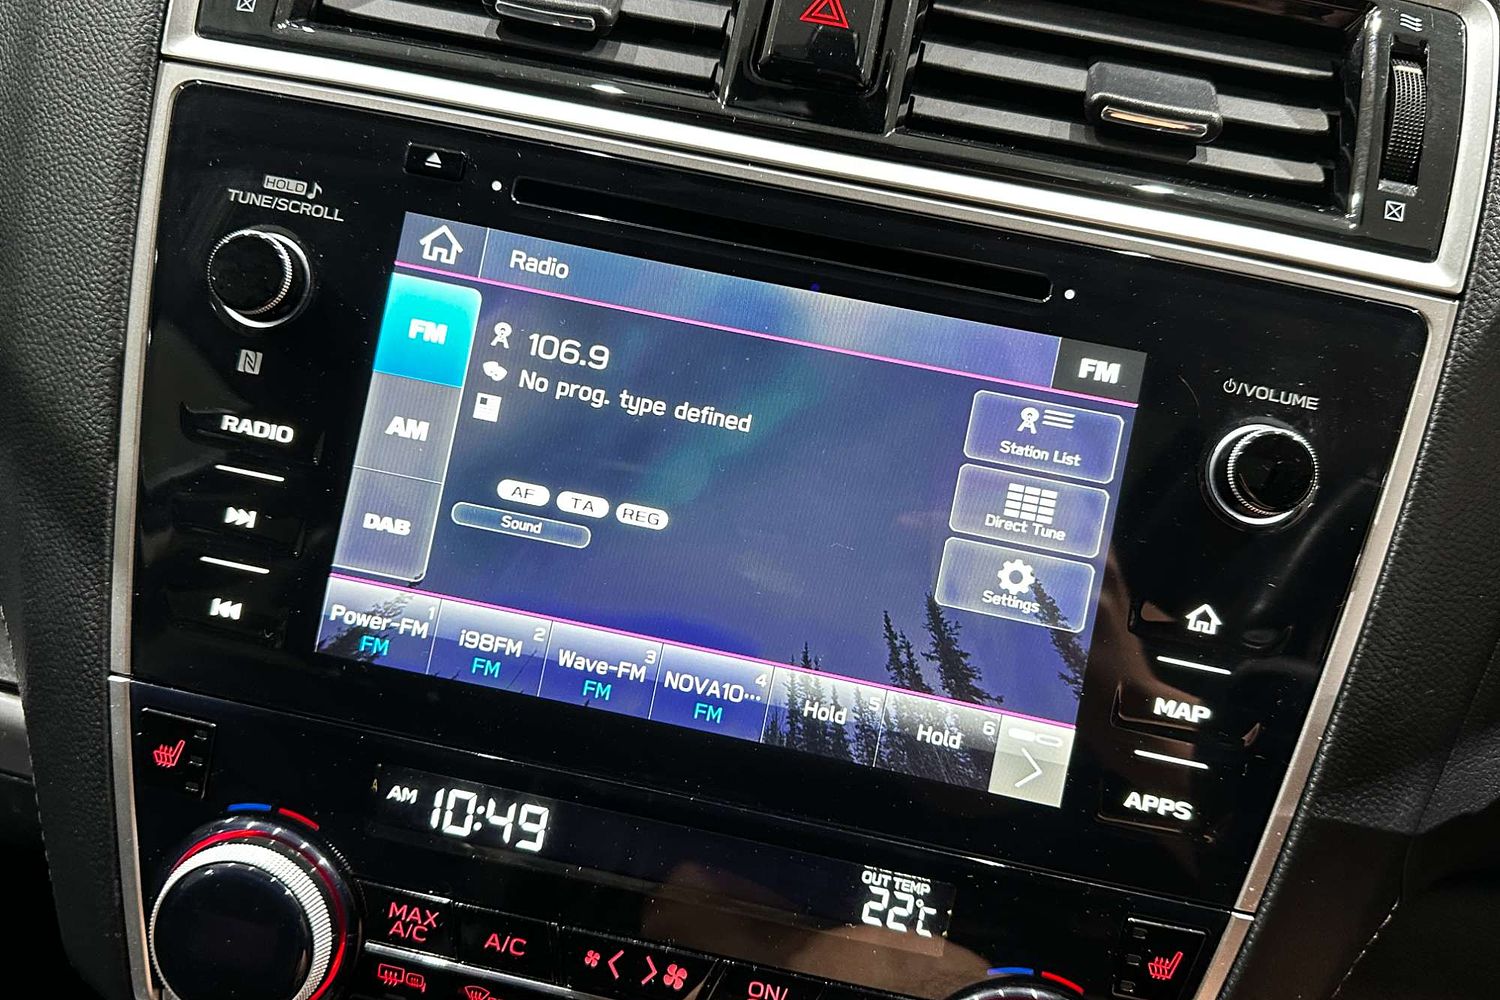 HOLD
TUNE/SCROLL
Radio
FM
106.9
FM
No prog. type defined
AM
Station List
Direct Tune
AF TA REG
Sound
DAB
Settings
Power-FM 1
FM
i98FM 2
FM
Wave-FM 3
FM
NOVA10... 4
FM
Hold 5
Hold 6
RADIO
/VOLUME
MAP
APPS
AM 10:49
OUT TEMP
22°C
MAX
A/C
A/C
ON/